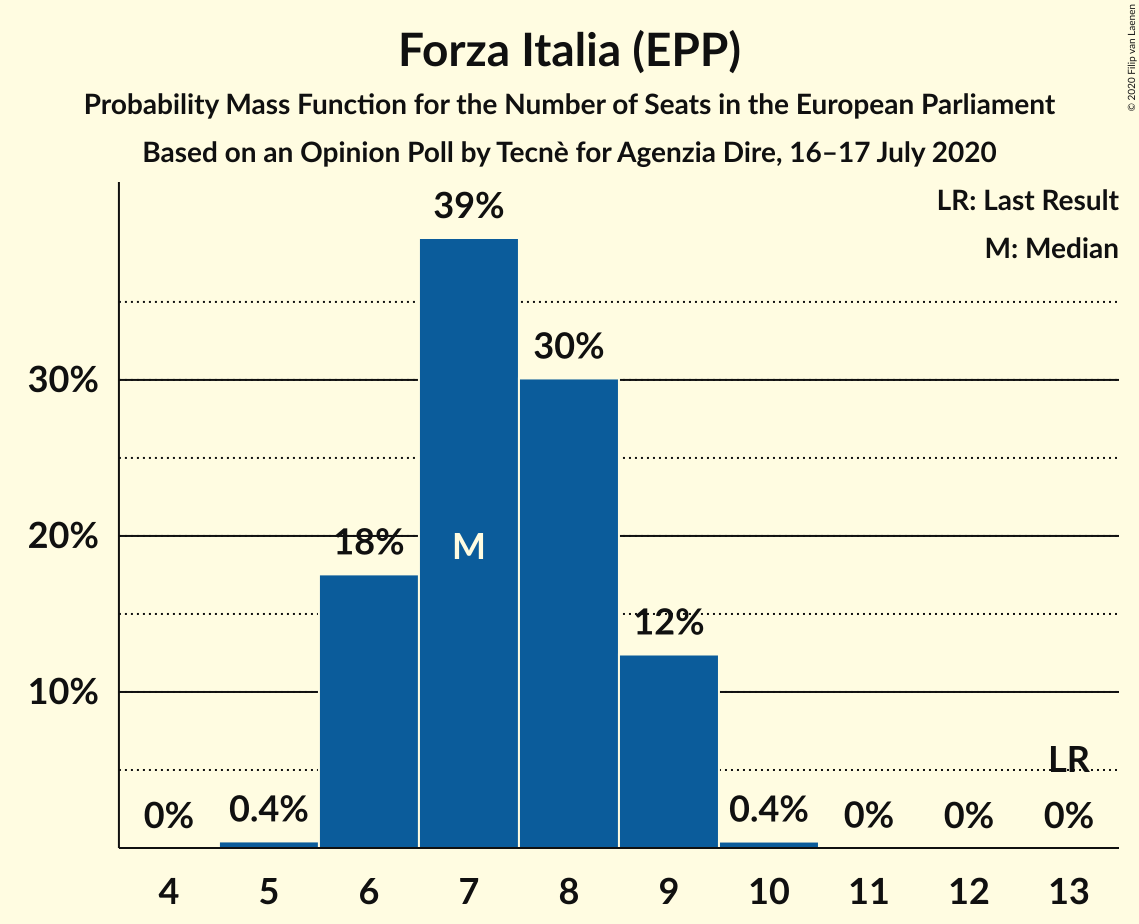 Forza Italia (EPP)
Probability Mass Function for the Number of Seats in the European Parliament
Based on an Opinion Poll by Tecnè for Agenzia Dire, 16–17 July 2020
© 2020 Filip van Laenen
LR: Last Result
M: Median
39%
30%
30%
20%
18%
M
12%
10%
LR
0%
0.4%
0.4%
0%
0%
0%
4 5 6 7 8 9 10 11 12 13